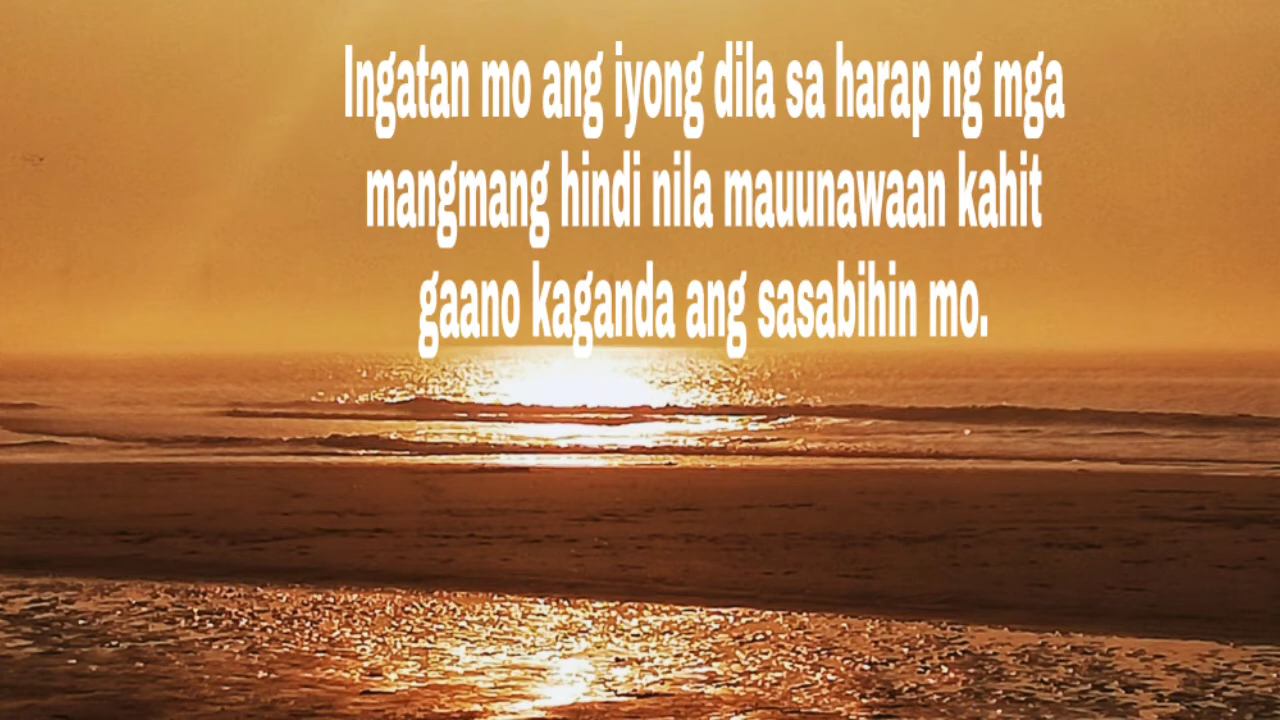 Ingatan mo ang iyong dila sa harap ng mga
mangmang hindi nila mauunawaan kahit
gaano kaganda ang sasabihin mo.